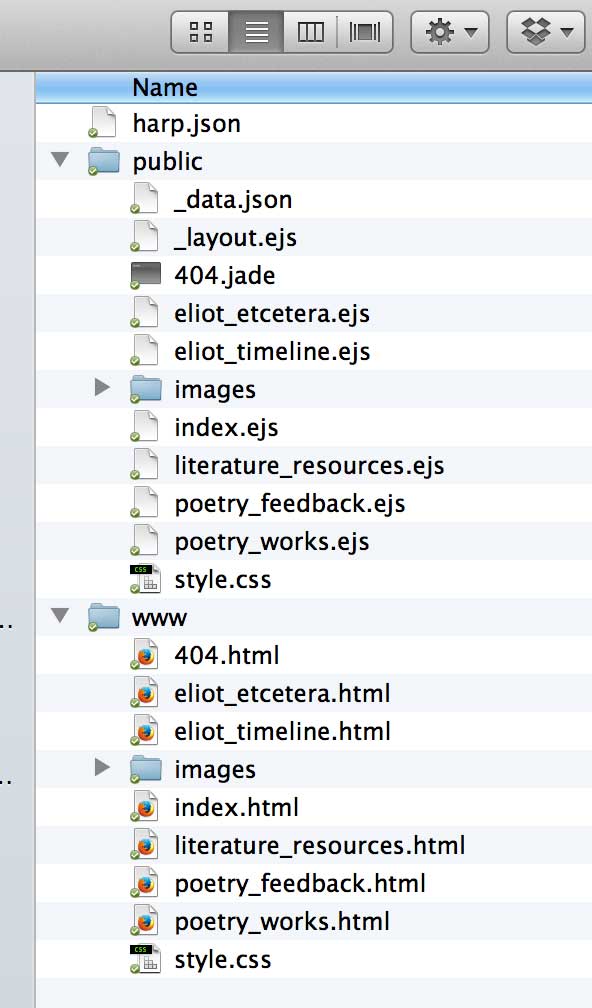 Name
harp.json
public
_data.json
_layout.ejs
404.jade
eliot_etcetera.ejs
eliot_timeline.ejs
images
index.ejs
literature_resources.ejs
poetry_feedback.ejs
poetry_works.ejs
CSS
style.css
www
..
404.html
eliot_etcetera.html
eliot_timeline.html
images
..
index.html
literature_resources.html
poetry_feedback.html
poetry_works.html
CSS
style.css